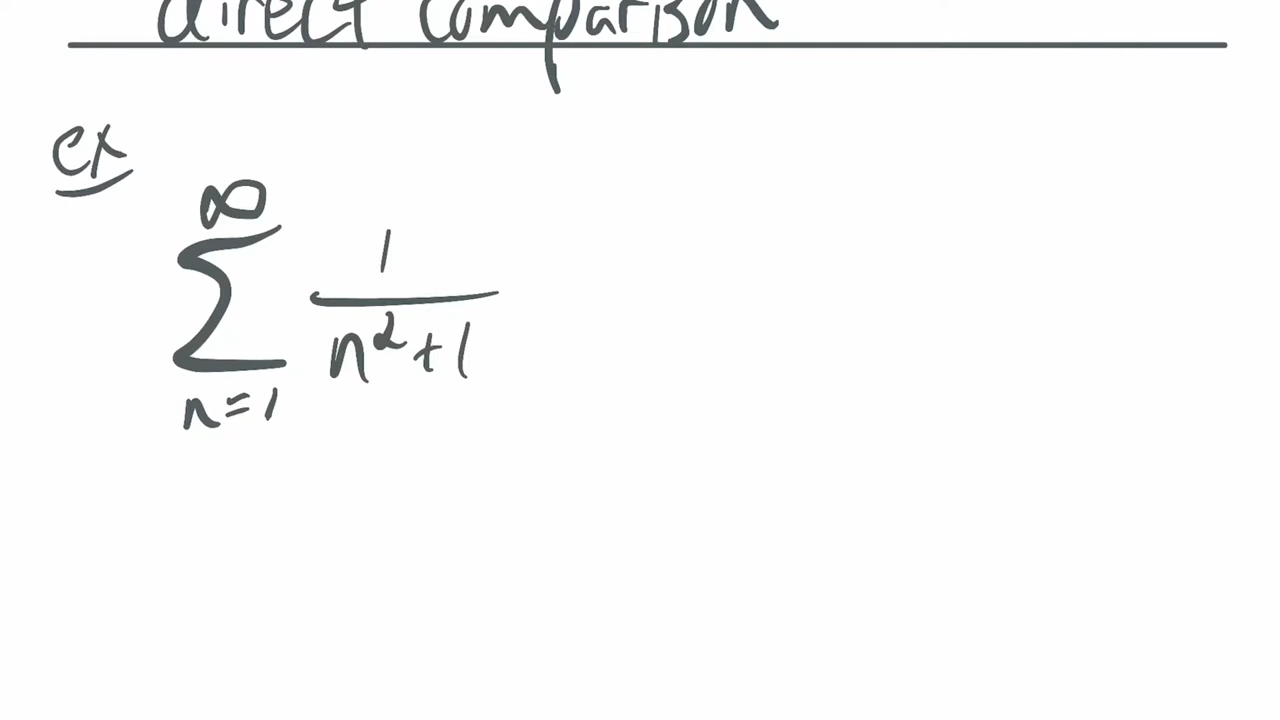 direct comparison
ex
∞
∑ 1/(n²+1)
n=1